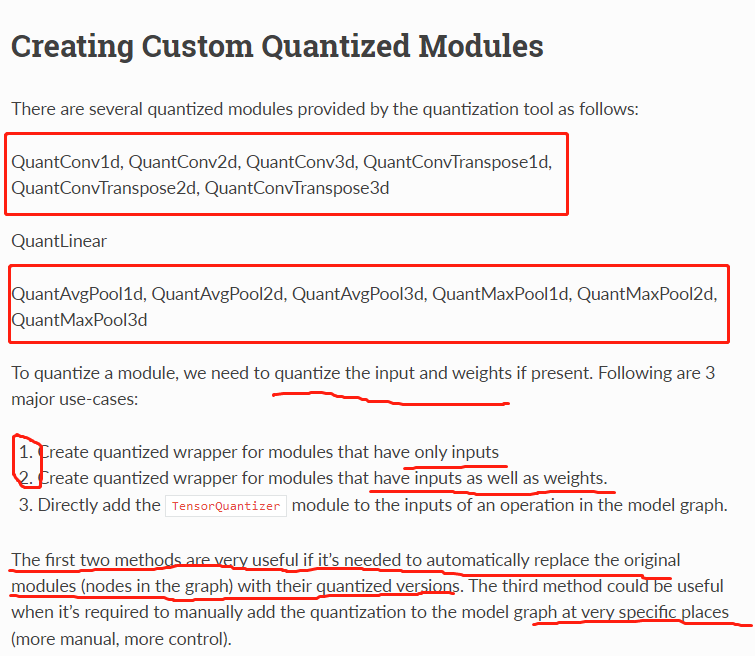 Creating Custom Quantized Modules
There are several quantized modules provided by the quantization tool as follows:
QuantConv1d, QuantConv2d, QuantConv3d, QuantConvTranspose1d,
QuantConvTranspose2d, QuantConvTranspose3d
QuantLinear
QuantAvgPool1d, QuantAvgPool2d, QuantAvgPool3d, QuantMaxPool1d, QuantMaxPool2d,
QuantMaxPool3d
To quantize a module, we need to quantize the input and weights if present. Following are 3
major use-cases:
1. Create quantized wrapper for modules that have only inputs
2. Create quantized wrapper for modules that have inputs as well as weights.
3. Directly add the TensorQuantizer module to the inputs of an operation in the model graph.
The first two methods are very useful if it’s needed to automatically replace the original
modules (nodes in the graph) with their quantized versions. The third method could be useful
when it’s required to manually add the quantization to the model graph at very specific places
(more manual, more control).